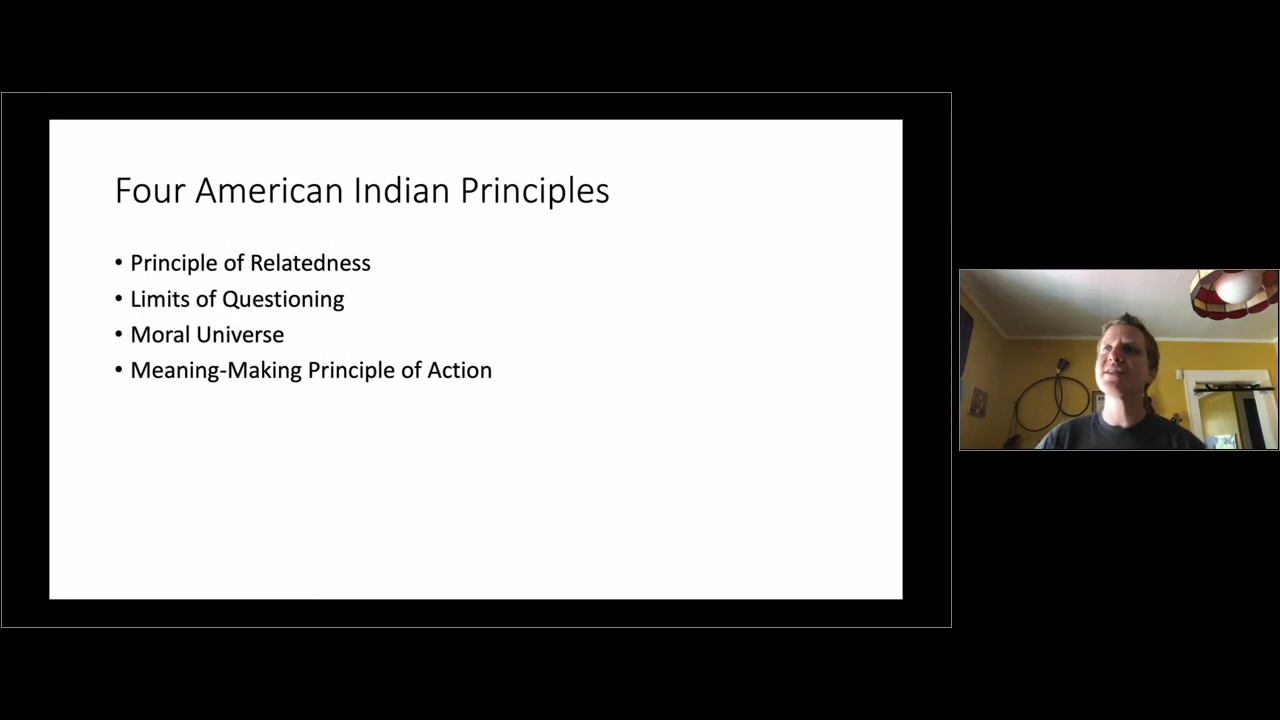 Four American Indian Principles
• Principle of Relatedness
• Limits of Questioning
• Moral Universe
• Meaning-Making Principle of Action